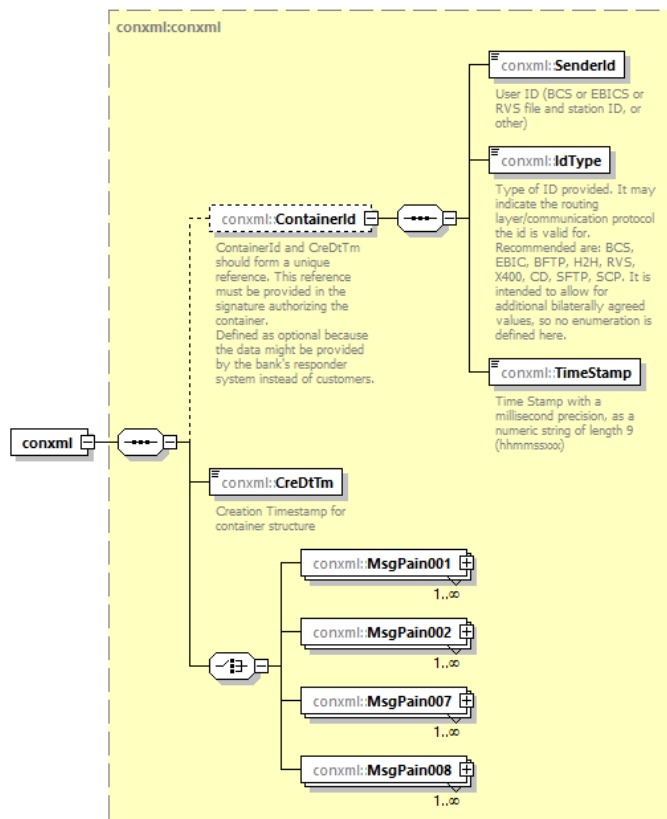 conxml:conxml
conxml::SenderId
User ID (BCS or EBICS or
RVS file and station ID, or
other)
conxml::IdType
Type of ID provided. It may
indicate the routing
layer/communication protocol
the id is valid for.
Recommended are: BCS,
EBIC, BFTP, H2H, RVS,
X400, CD, SFTP, SCP. It is
intended to allow for
additional bilaterally agreed
values, so no enumeration is
defined here.
conxml::ContainerId
ContainerId and CreDtTm
should form a unique
reference. This reference
must be provided in the
signature authorizing the
container.
Defined as optional because
the data might be provided
by the bank's responder
system instead of customers.
conxml::TimeStamp
Time Stamp with a
millisecond precision, as a
numeric string of length 9
(hhmmssxxx)
conxml
conxml::CreDtTm
Creation Timestamp for
container structure
conxml::MsgPain001
1..∞
conxml::MsgPain002
1..∞
conxml::MsgPain007
1..∞
conxml::MsgPain008
1..∞